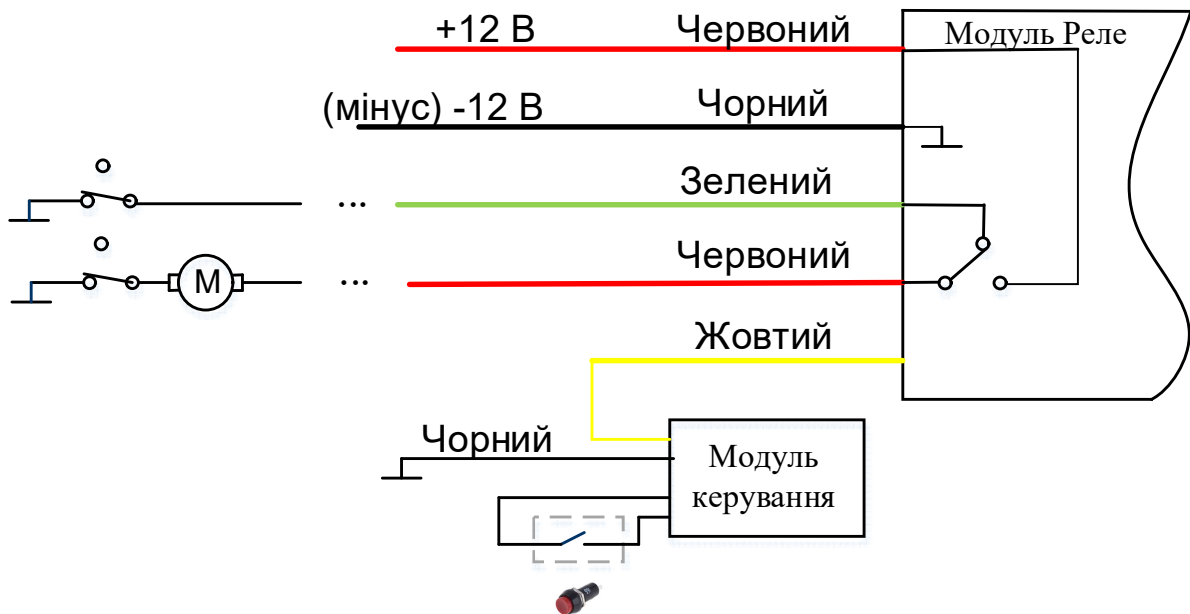 +12 В Червоний
Модуль Реле
(мінус) -12 В Чорний
Зелений
...
М
Червоний
...
Жовтий
Чорний
Модуль
керування